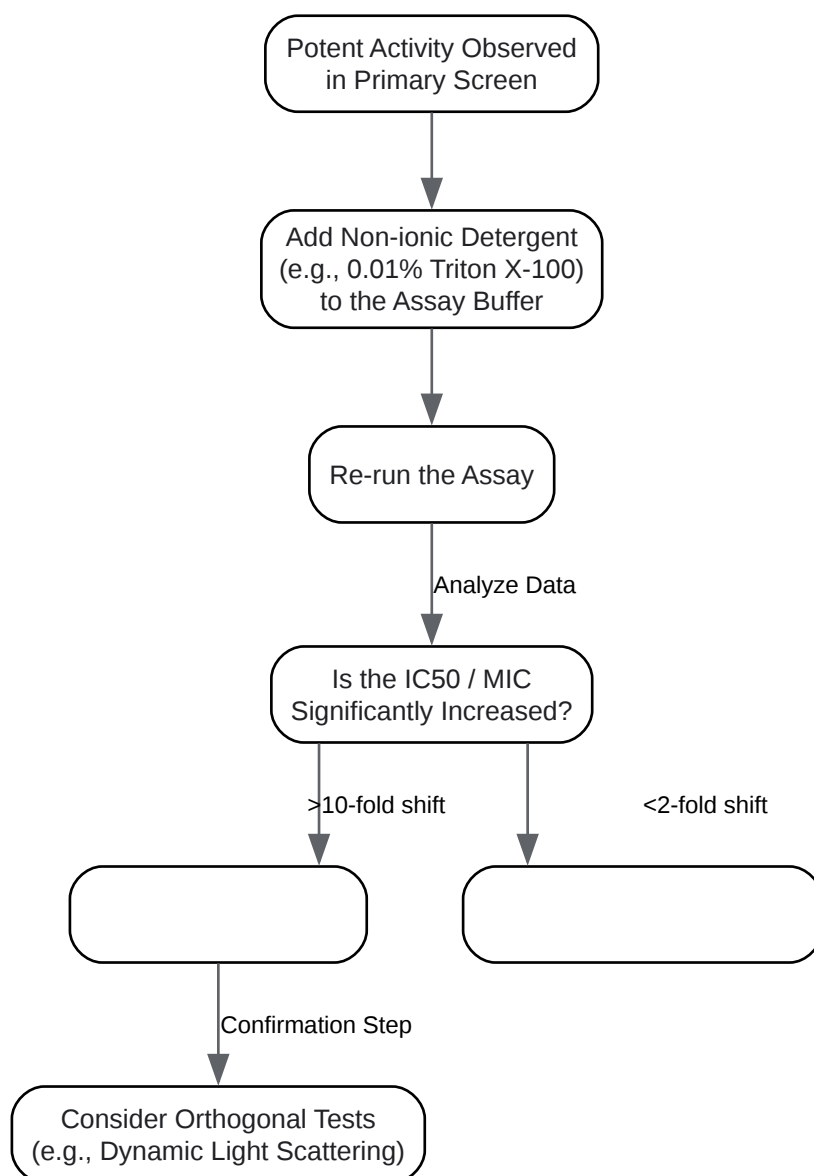 Potent Activity Observed
in Primary Screen
Add Non-ionic Detergent
(e.g., 0.01% Triton X-100)
to the Assay Buffer
Re-run the Assay
Analyze Data
Is the IC50 / MIC
Significantly Increased?
>10-fold shift
<2-fold shift
Confirmation Step
Consider Orthogonal Tests
(e.g., Dynamic Light Scattering)